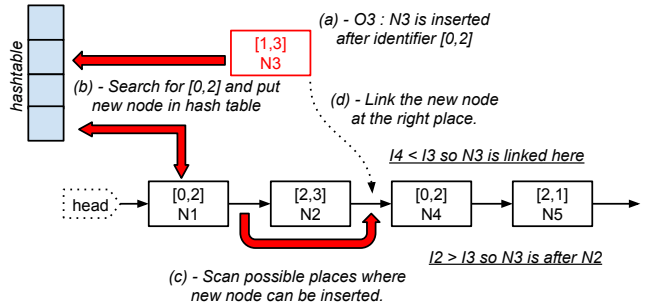 (a) - O3 : N3 is inserted
after identifier [0,2]
[1,3]
N3
hashtable
(b) - Search for [0,2] and put
new node in hash table
(d) - Link the new node
at the right place.
I4 < I3 so N3 is linked here
head
[0,2]
N1
[2,3]
N2
[0,2]
N4
[2,1]
N5
I2 > I3 so N3 is after N2
(c) - Scan possible places where
new node can be inserted.